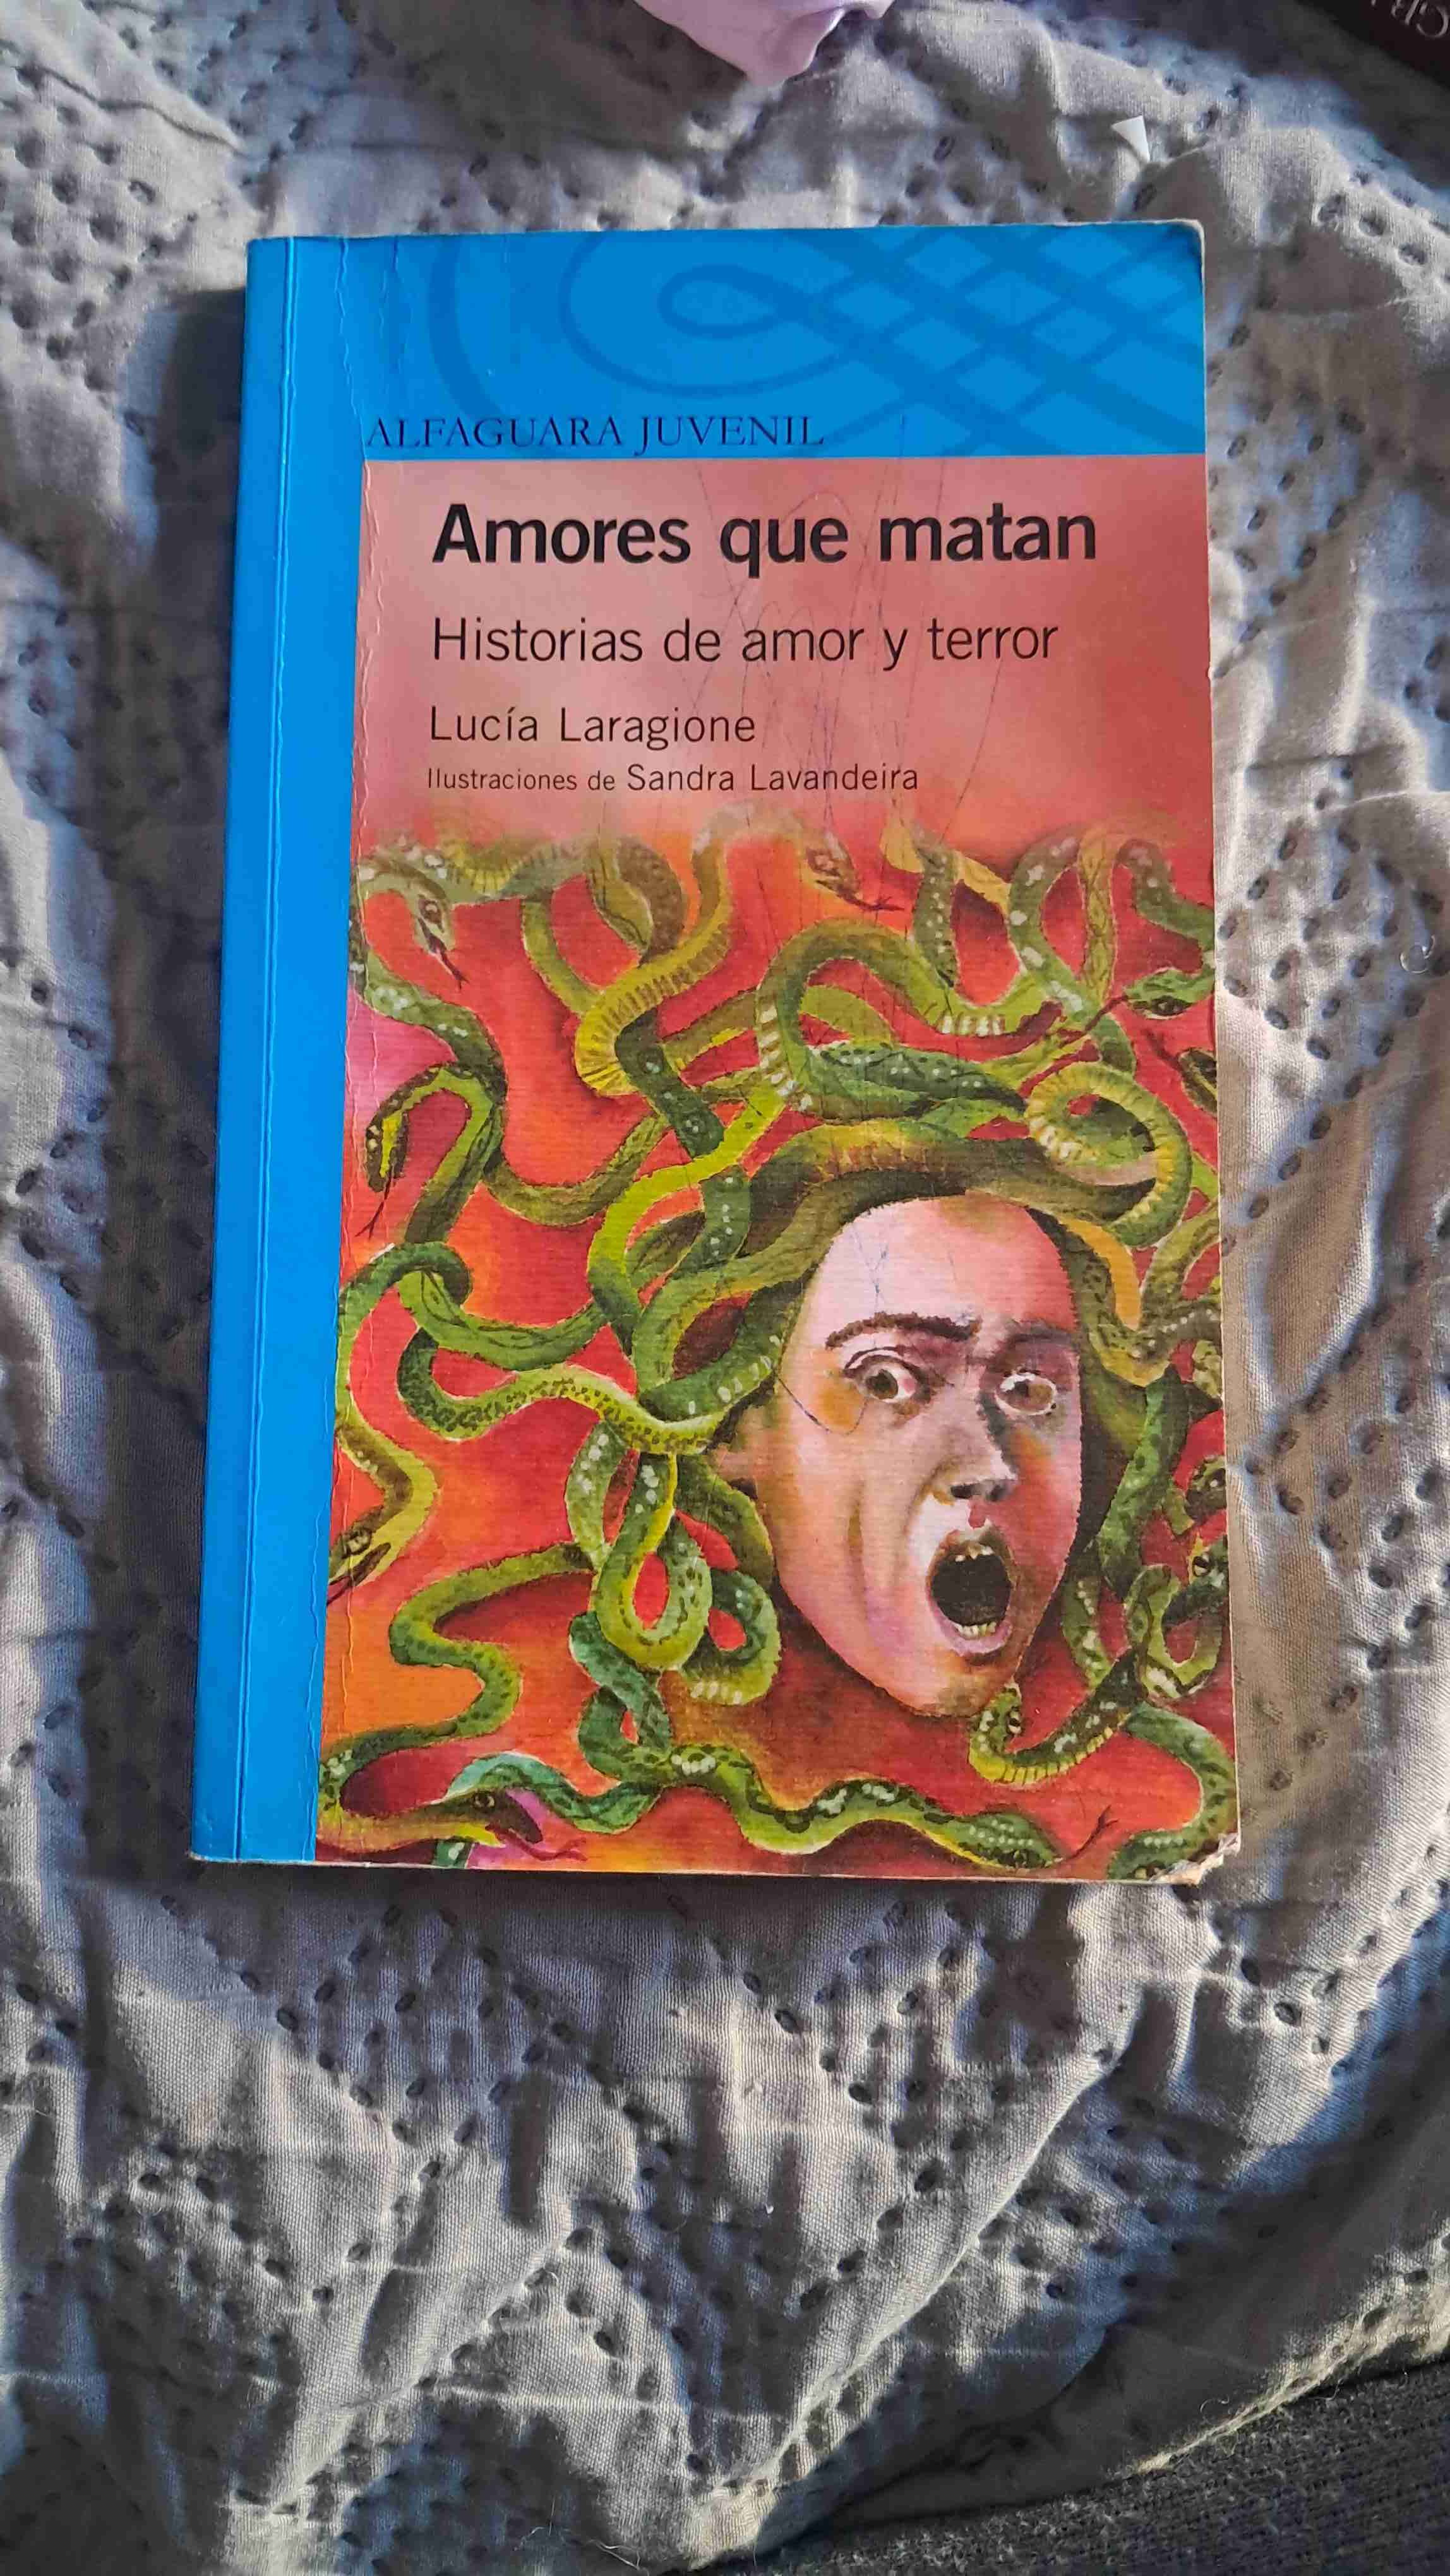 ALFAGUARA JUVENIL
Amores que matan
Historias de amor y terror
Lucía Laragione
Ilustraciones de Sandra Lavandeira